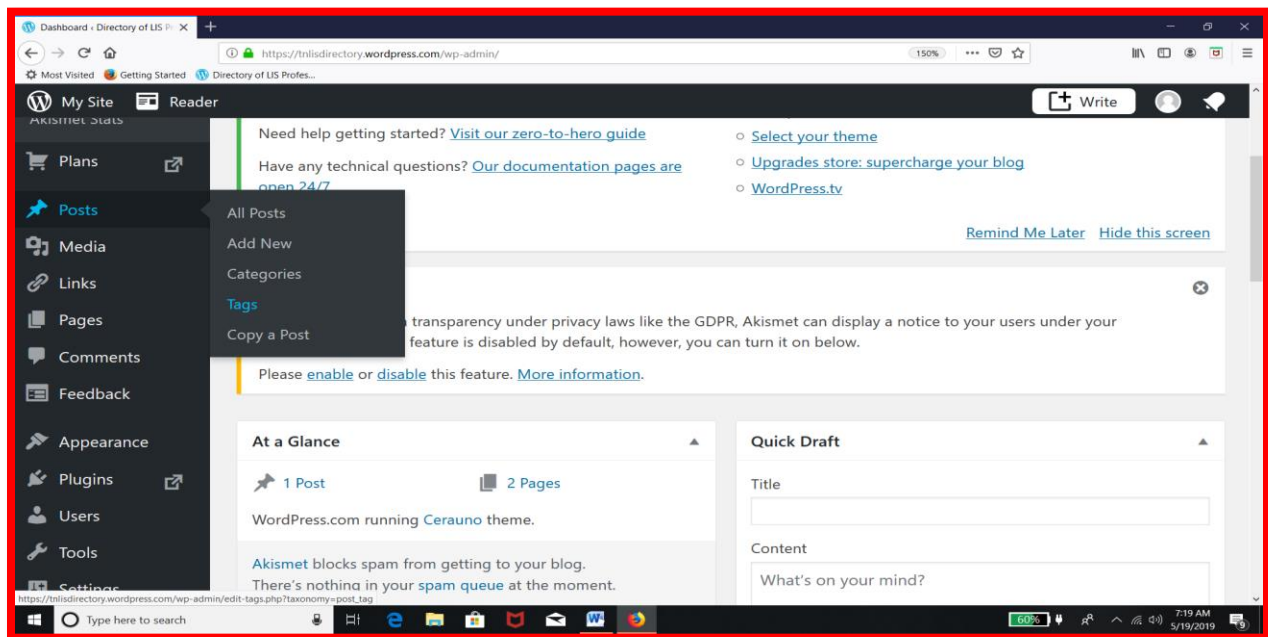 Dashboard ‹ Directory of LIS P
https://tnlisdirectory.wordpress.com/wp-admin/
150%
Most Visited Getting Started Directory of LIS Profes...
My Site Reader Write
Akismet Stats
Plans
Posts
Media
Links
Pages
Comments
Feedback
Appearance
Plugins
Users
Tools
Settings
All Posts
Add New
Categories
Tags
Copy a Post
Need help getting started? Visit our zero-to-hero guide
Have any technical questions? Our documentation pages are
open 24/7
Select your theme
Upgrades store: supercharge your blog
WordPress.tv
Remind Me Later Hide this screen
transparency under privacy laws like the GDPR, Akismet can display a notice to your users under your
feature is disabled by default, however, you can turn it on below.
Please enable or disable this feature. More information.
At a Glance
1 Post 2 Pages
WordPress.com running Cerauno theme.
Akismet blocks spam from getting to your blog.
There's nothing in your spam queue at the moment.
Quick Draft
Title
Content
What's on your mind?
https://tnlisdirectory.wordpress.com/wp-admin/edit-tags.php?taxonomy=post_tag
Type here to search
60%
7:19 AM
5/19/2019
9